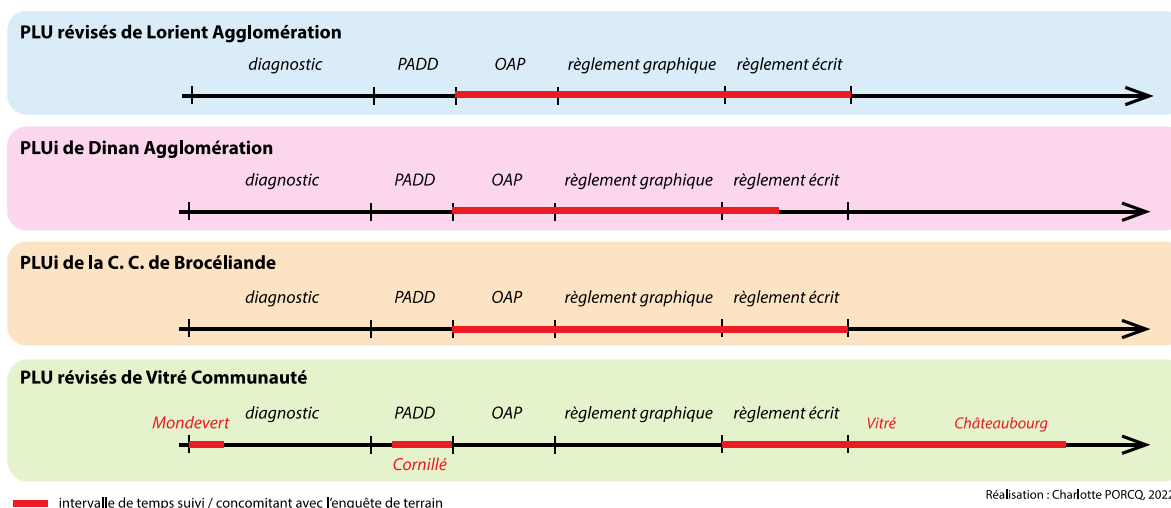 PLU révisés de Lorient Agglomération
diagnostic PADD OAP règlement graphique règlement écrit
PLUi de Dinan Agglomération
diagnostic PADD OAP règlement graphique règlement écrit
PLUi de la C. C. de Brocéliande
diagnostic PADD OAP règlement graphique règlement écrit
PLU révisés de Vitré Communauté
Mondevert diagnostic PADD OAP règlement graphique règlement écrit Vitré Châteaubourg
Cornillé
intervalle de temps suivi / concomitant avec l'enquête de terrain
Réalisation : Charlotte PORCQ, 2022